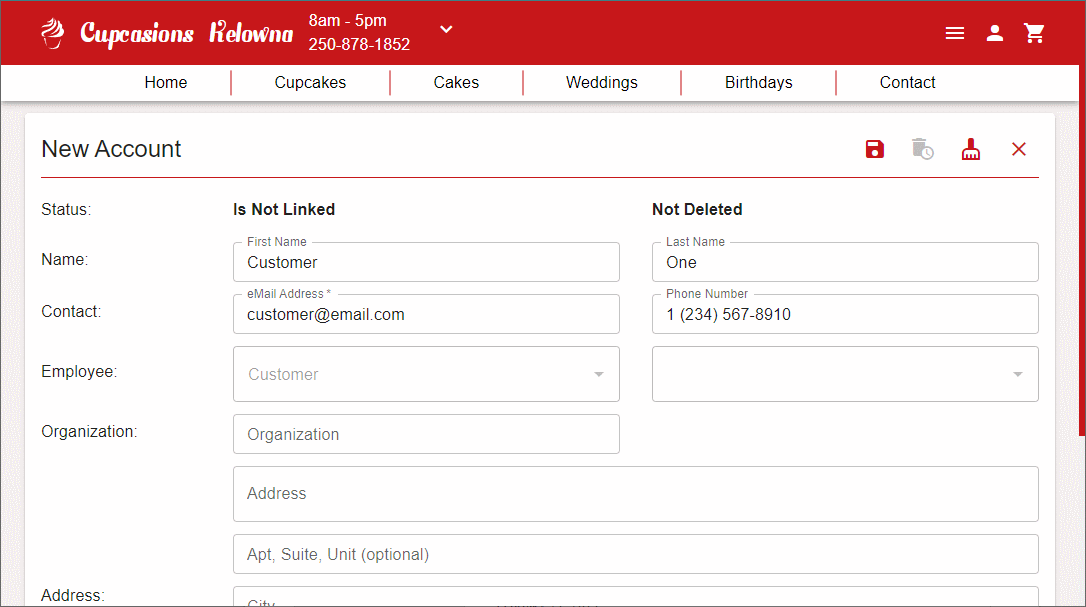 Cupcasions Kelowna
8am - 5pm
250-878-1852
Home Cupcakes Cakes Weddings Birthdays Contact
New Account
Status: Is Not Linked Not Deleted
First Name Last Name
Name: Customer One
eMail Address * Phone Number
Contact: customer@email.com 1 (234) 567-8910
Employee: Customer
Organization: Organization
Address
Apt, Suite, Unit (optional)
Address:
City